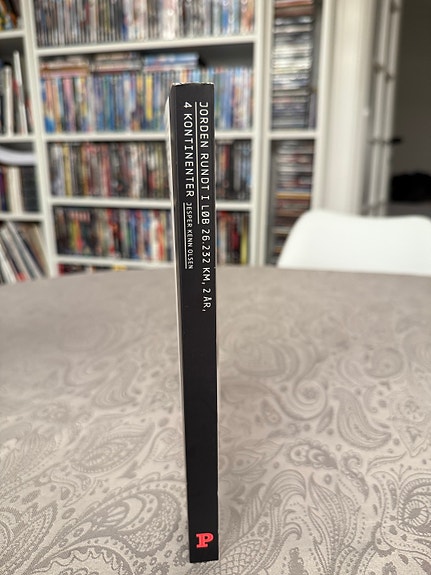 JORDEN RUNDT I LØB 26.232 KM, 2 ÅR,
4 KONTINENTER JESPER KENN OLSEN
P